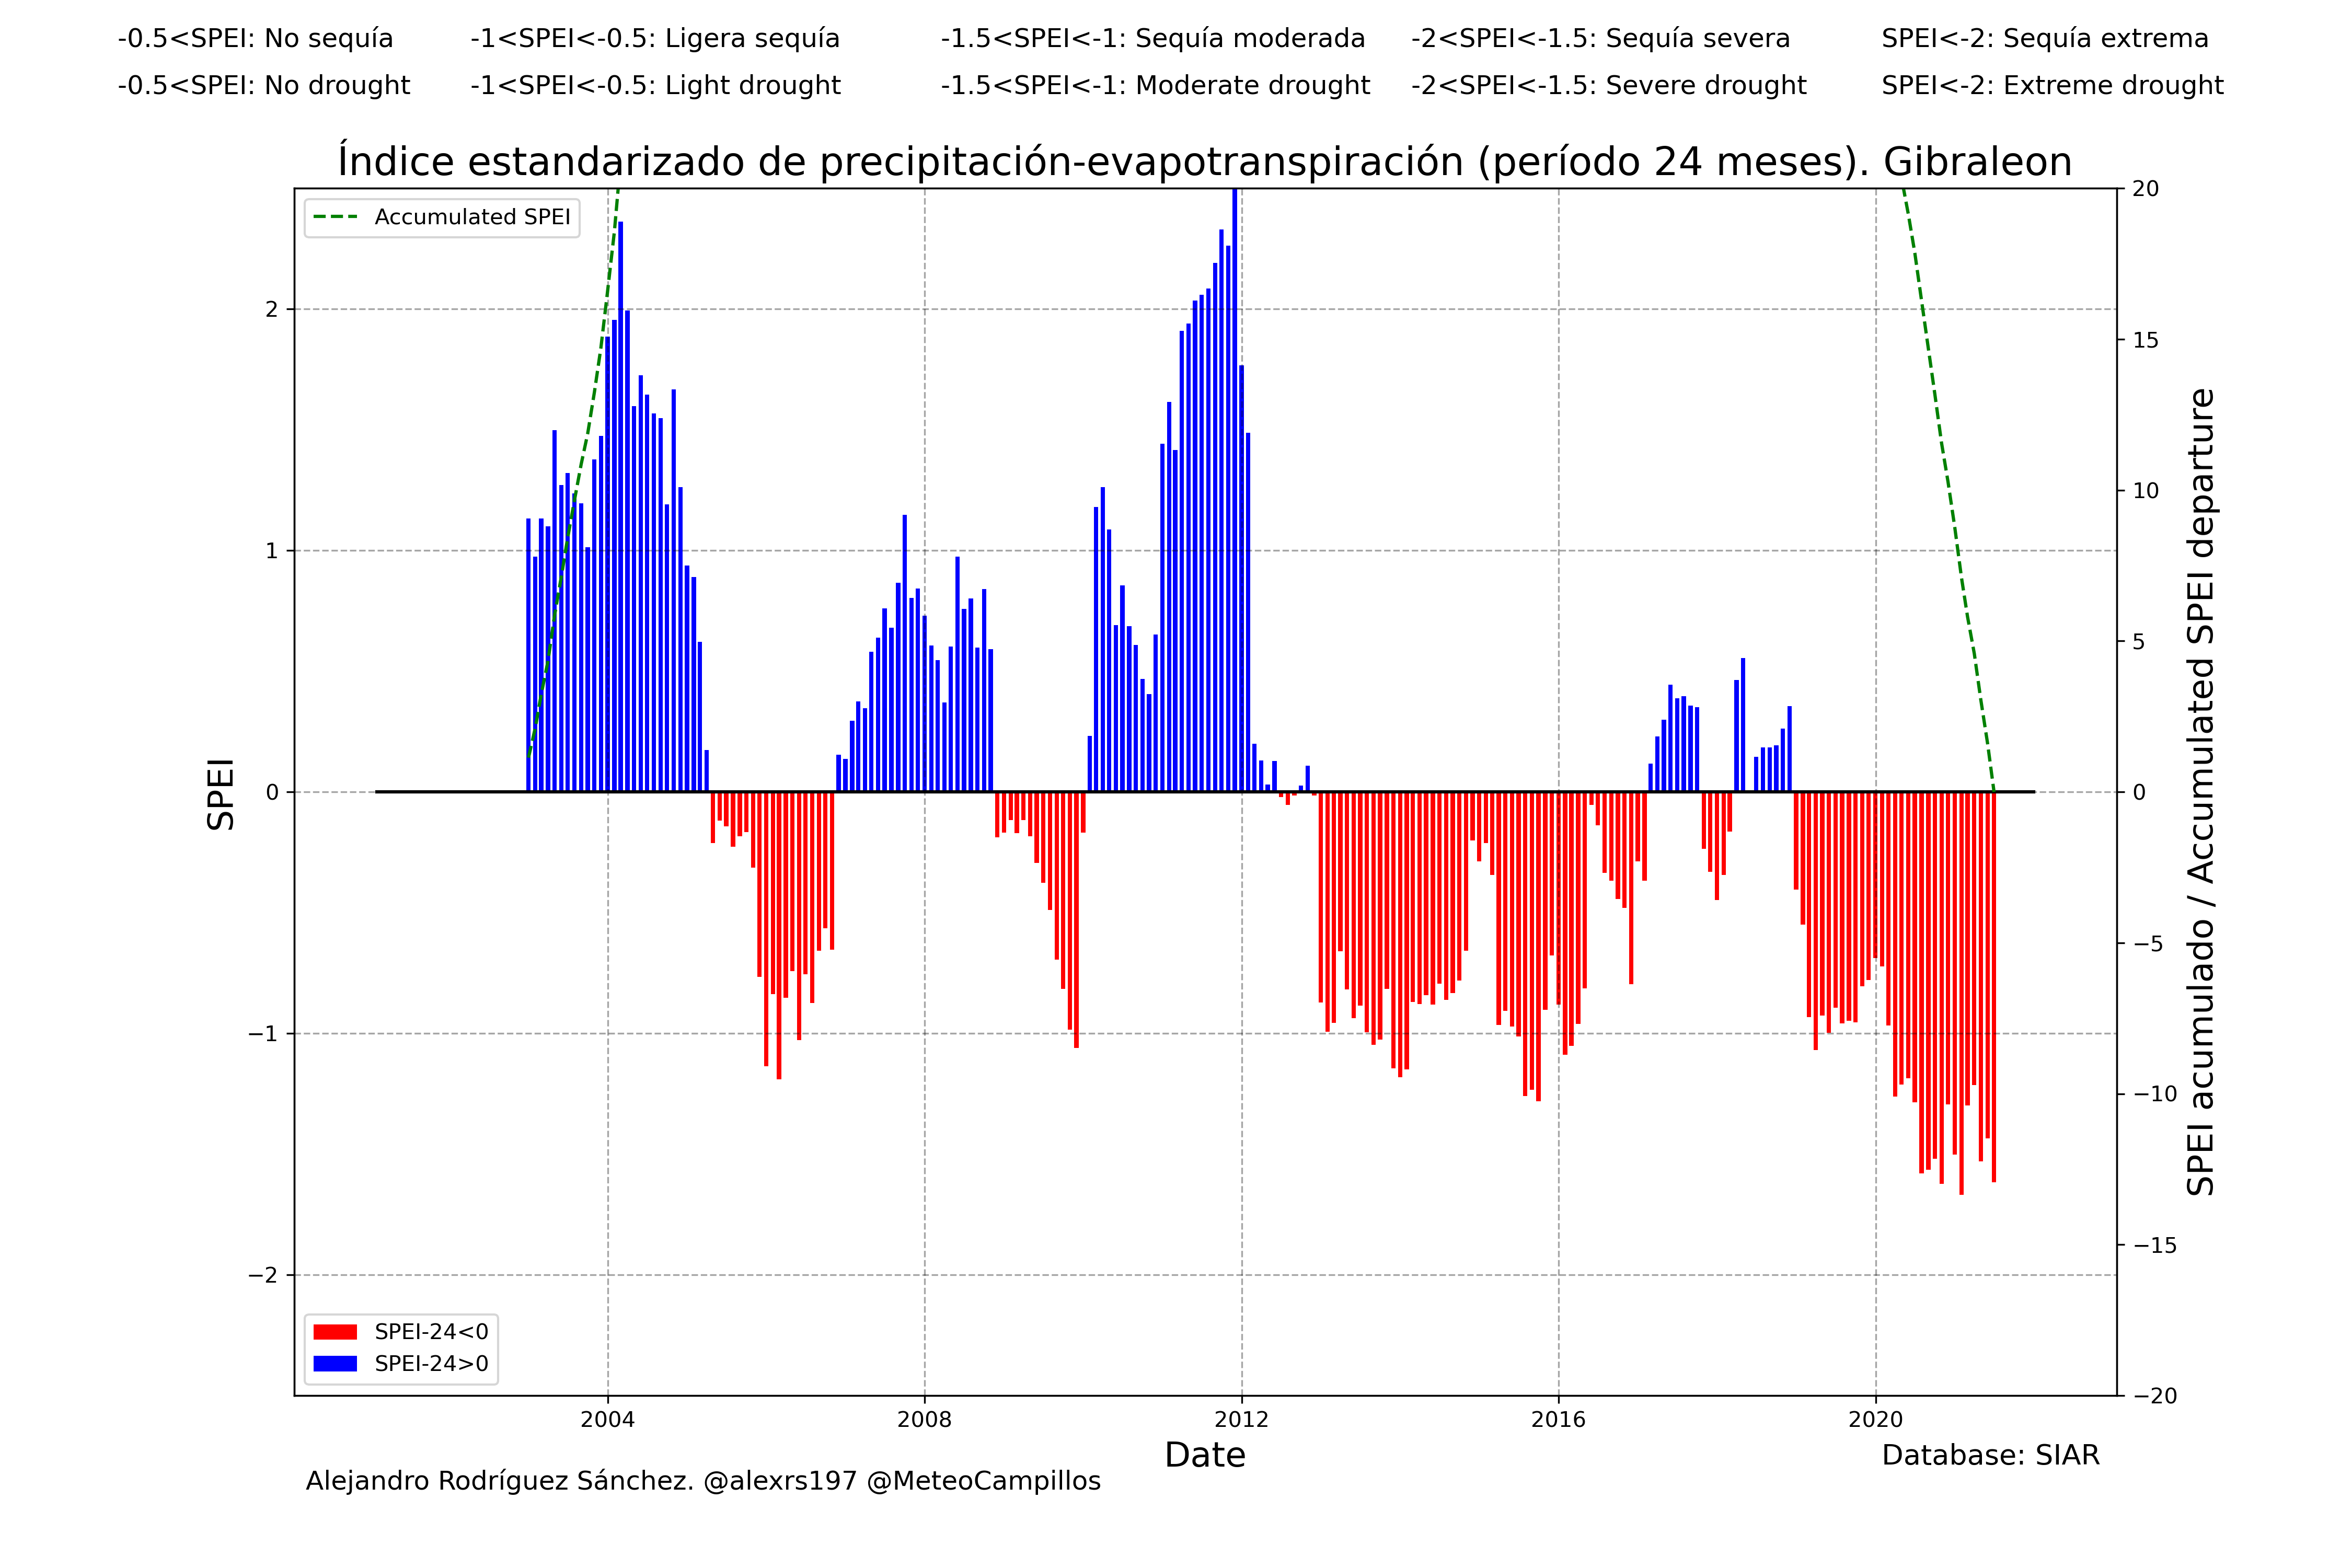 -0.5<SPEI: No sequía -1<SPEI<-0.5: Ligera sequía -1.5<SPEI<-1: Sequía moderada -2<SPEI<-1.5: Sequía severa SPEI<-2: Sequía extrema
-0.5<SPEI: No drought -1<SPEI<-0.5: Light drought -1.5<SPEI<-1: Moderate drought -2<SPEI<-1.5: Severe drought SPEI<-2: Extreme drought
Índice estandarizado de precipitación-evapotranspiración (período 24 meses). Gibraleon
Accumulated SPEI
SPEI
2
1
0
−1
−2
20
15
10
5
0
−5
−10
−15
−20
SPEI acumulado / Accumulated SPEI departure
SPEI-24<0
SPEI-24>0
2004 2008 2012 2016 2020
Date
Database: SIAR
Alejandro Rodríguez Sánchez. @alexrs197 @MeteoCampillos